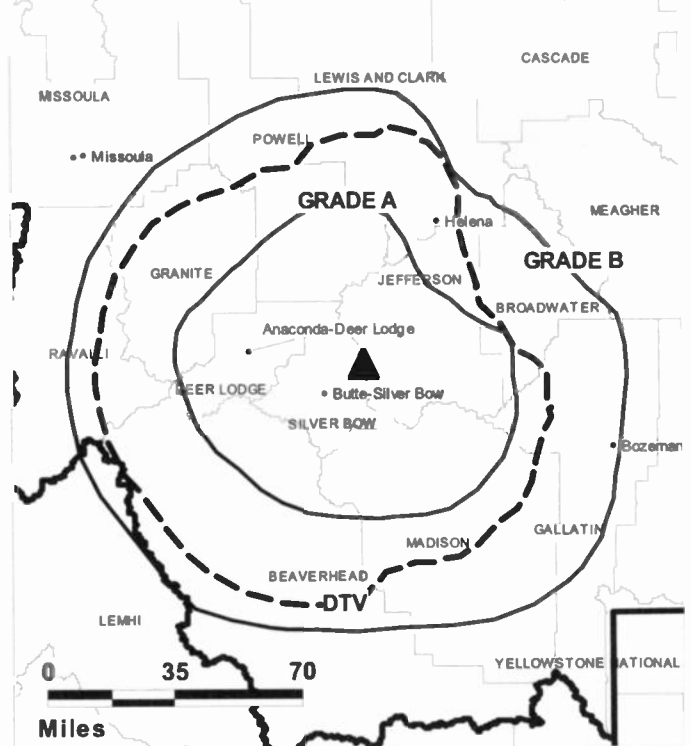 CASCADE
LEWIS AND CLARK
MISSOULA
POWELL
Missoula
GRADE A
MEAGHER
Helena
GRADE B
GRANITE
JEFFERSON
BROADWATER
Anaconda-Deer Lodge
RAVALLI
DEER LODGE
Butte-Silver Bow
SILVER BOW
Bozeman
GALLATIN
MADISON
BEAVERHEAD
DTV
LEMHI
YELLOWSTONE NATIONAL
0 35 70
Miles